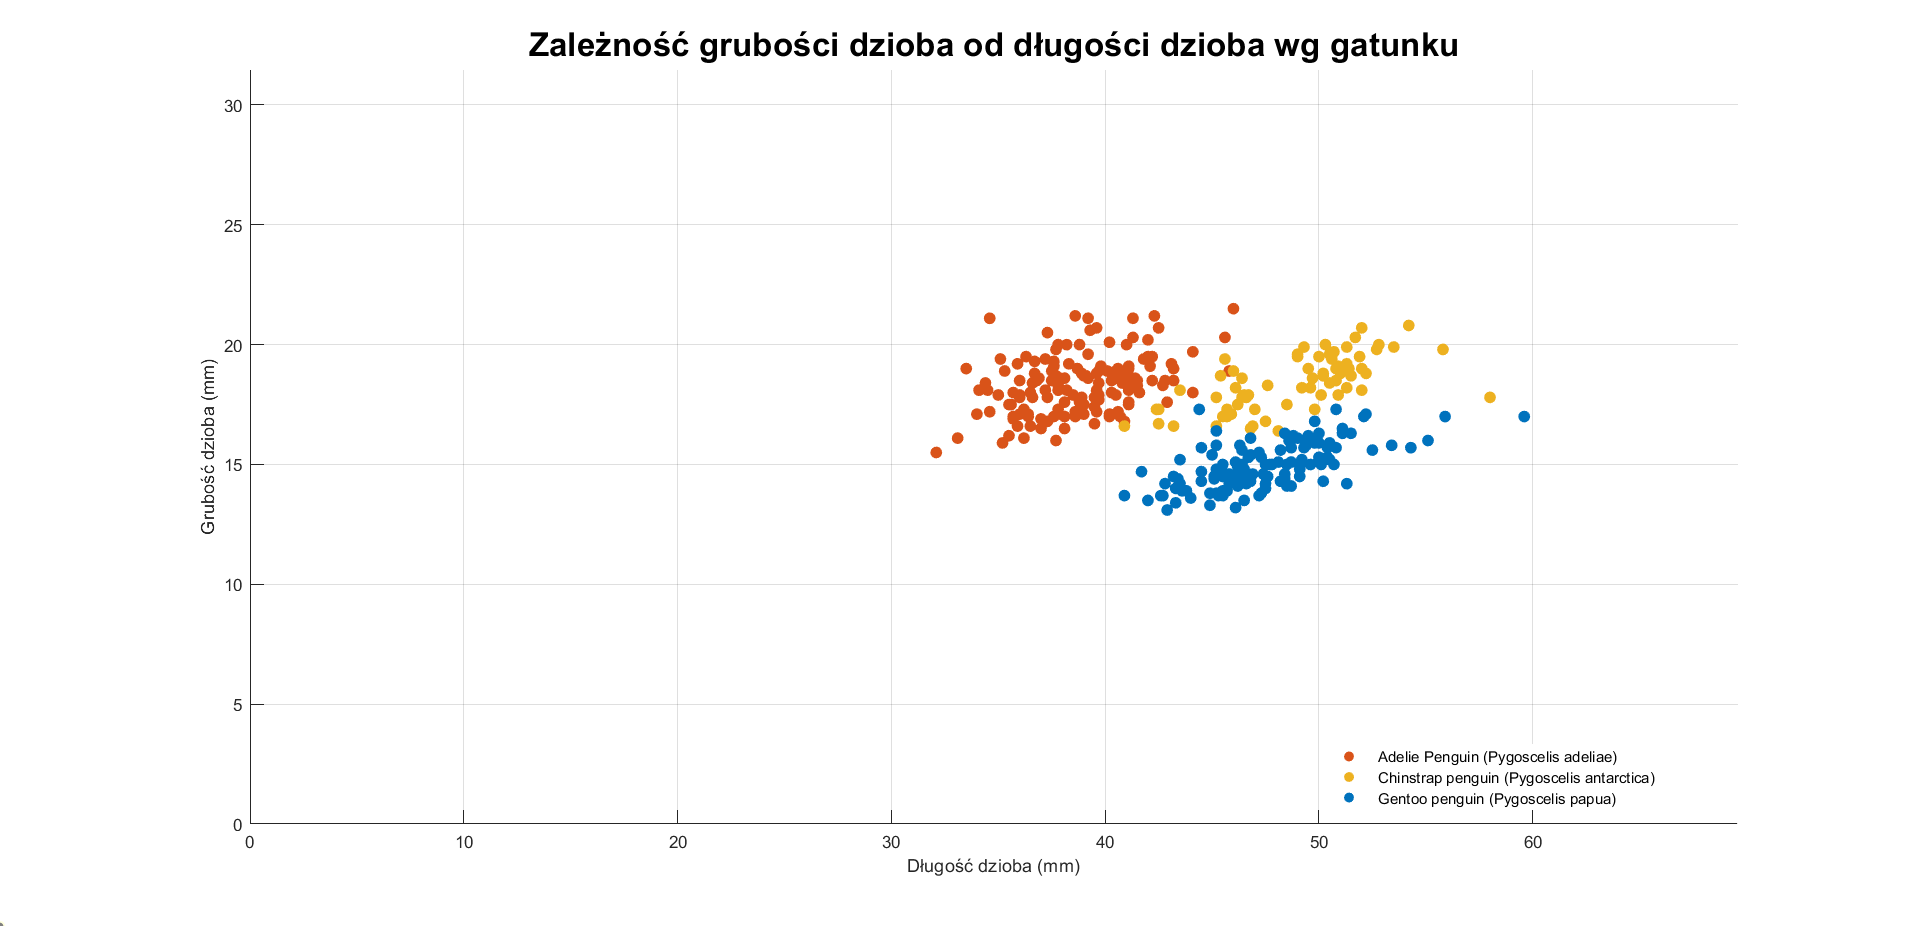 Zależność grubości dzioba od długości dzioba wg gatunku
30
25
20
15
10
5
0
Grubość dzioba (mm)
0 10 20 30 40 50 60
Długość dzioba (mm)
Adelie Penguin (Pygoscelis adeliae)
Chinstrap penguin (Pygoscelis antarctica)
Gentoo penguin (Pygoscelis papua)